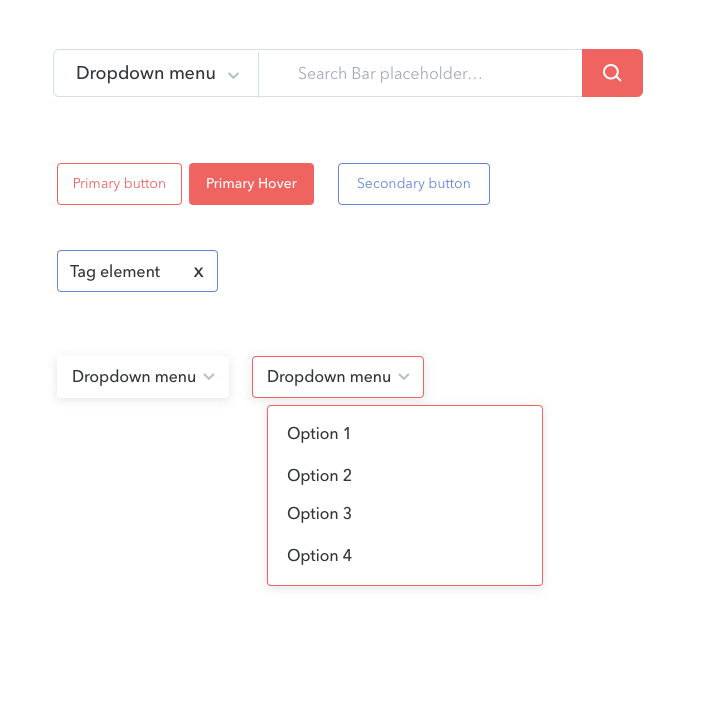 Dropdown menu
Search Bar placeholder...
Primary button
Primary Hover
Secondary button
Tag element
x
Dropdown menu
Dropdown menu
Option 1
Option 2
Option 3
Option 4